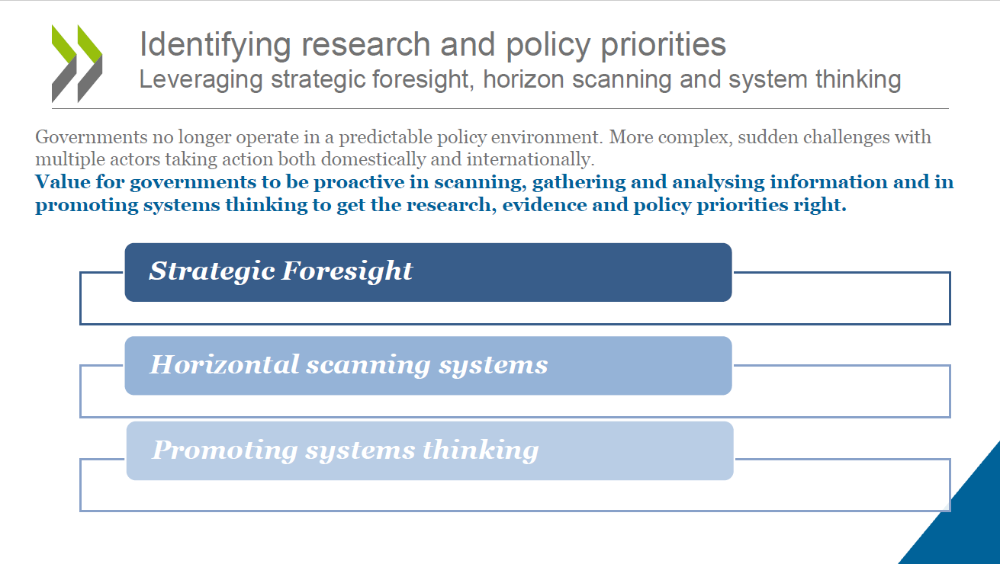 Identifying research and policy priorities
Leveraging strategic foresight, horizon scanning and system thinking
Governments no longer operate in a predictable policy environment. More complex, sudden challenges with
multiple actors taking action both domestically and internationally.
Value for governments to be proactive in scanning, gathering and analysing information and in
promoting systems thinking to get the research, evidence and policy priorities right.
Strategic Foresight
Horizontal scanning systems
Promoting systems thinking